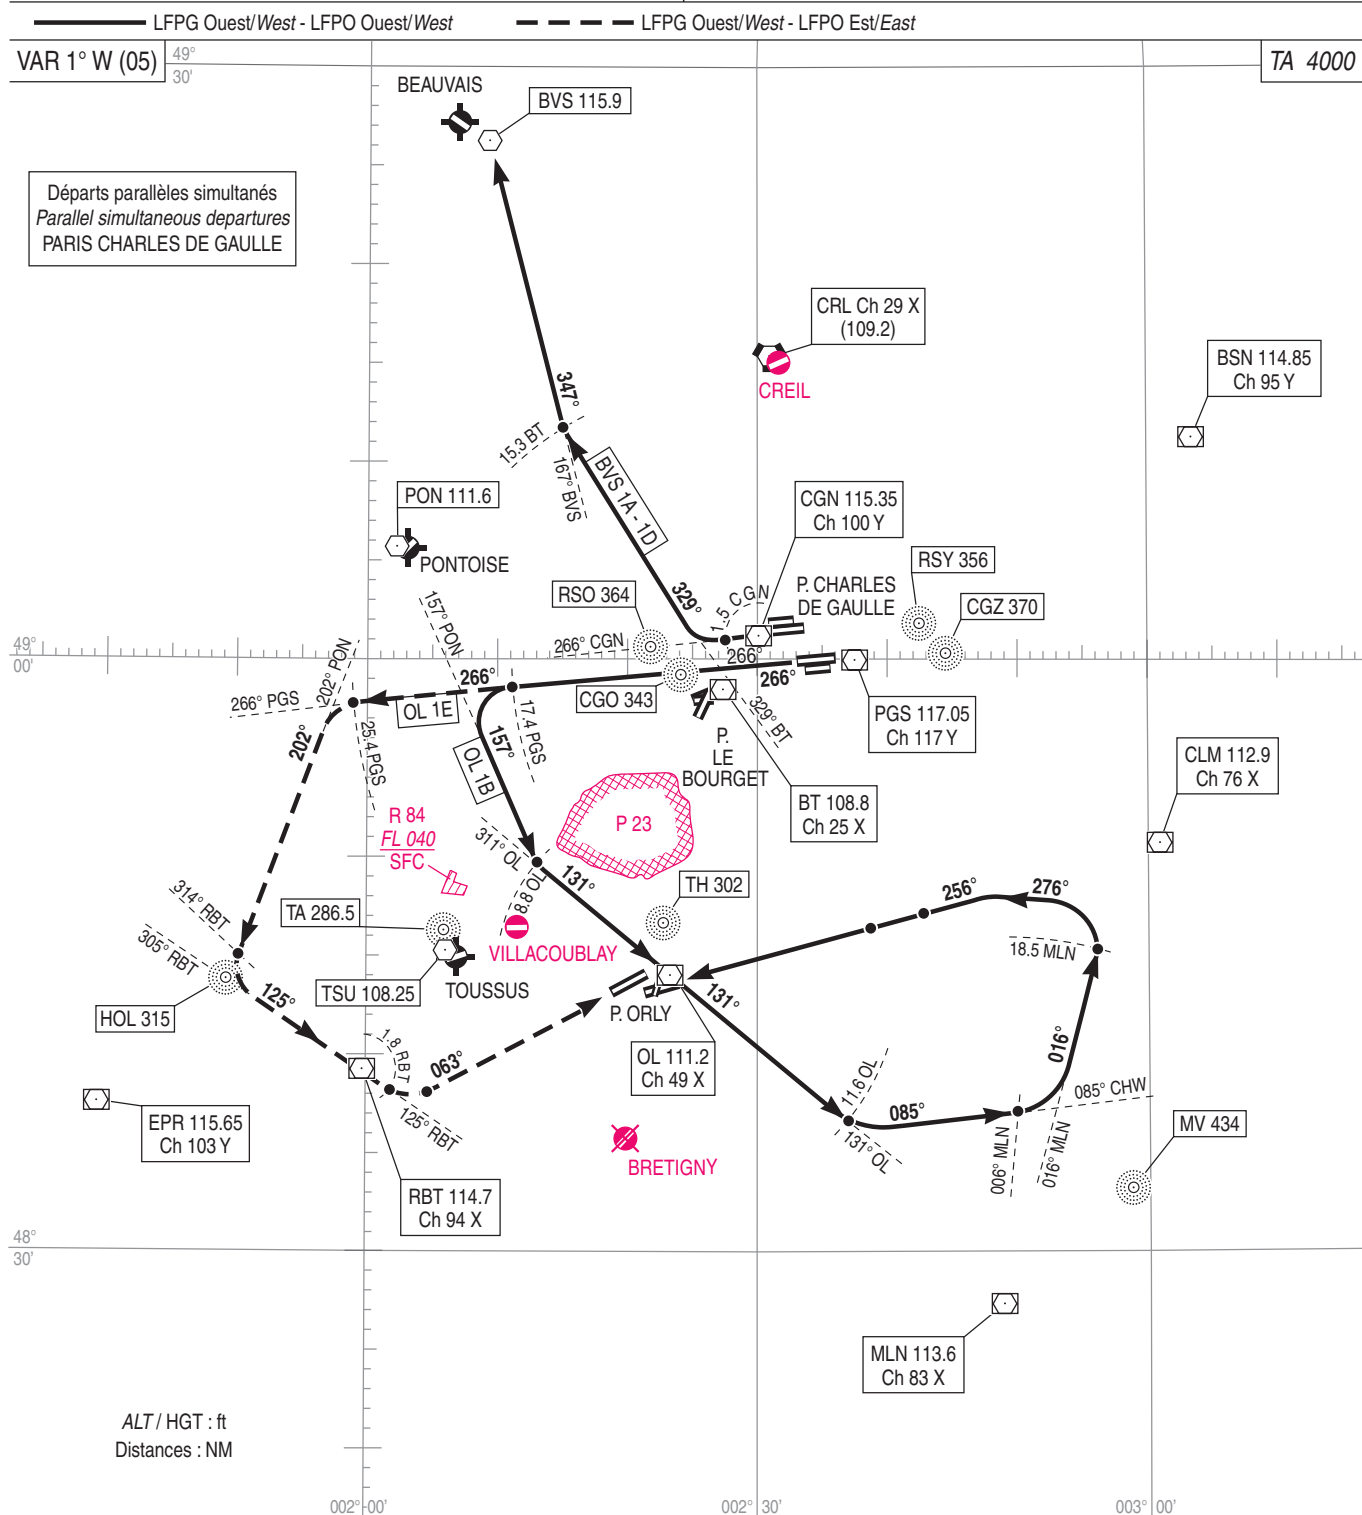 LFPG Ouest/West - LFPO Ouest/West
LFPG Ouest/West - LFPO Est/East
VAR 1° W (05)
49°
30'
TA 4000
BEAUVAIS
BVS 115.9
Départs parallèles simultanés
Parallel simultaneous departures
PARIS CHARLES DE GAULLE
CRL Ch 29 X
(109.2)
CREIL
BSN 114.85
Ch 95 Y
347°
15.3 BT
167° BVS
BVS 1A - 1D
PON 111.6
PONTOISE
CGN 115.35
Ch 100 Y
RSY 356
P. CHARLES
DE GAULLE
CGZ 370
RSO 364
329°
1.5 CGN
157° PON
266° CGN
49°
00'
266°
202° PON
266°
266°
266° PGS
OL 1E
CGO 343
329° BT
PGS 117.05
Ch 117 Y
202°
25.4 PGS
157°
17.4 PGS
OL 1B
P.
LE
BOURGET
CLM 112.9
Ch 76 X
BT 108.8
Ch 25 X
R 84
FL 040
SFC
P 23
311° OL
8.8 OL
131°
TH 302
314° RBT
305° RBT
TA 286.5
256°
276°
18.5 MLN
VILLACOUBLAY
TSU 108.25
TOUSSUS
HOL 315
125°
P. ORLY
131°
1.8 RBT
063°
125° RBT
OL 111.2
Ch 49 X
016°
11.6 OL
085°
085° CHW
131° OL
006° MLN
016° MLN
EPR 115.65
Ch 103 Y
MV 434
BRETIGNY
RBT 114.7
Ch 94 X
48°
30'
MLN 113.6
Ch 83 X
ALT / HGT : ft
Distances : NM
002° 00'
002° 30'
003° 00'